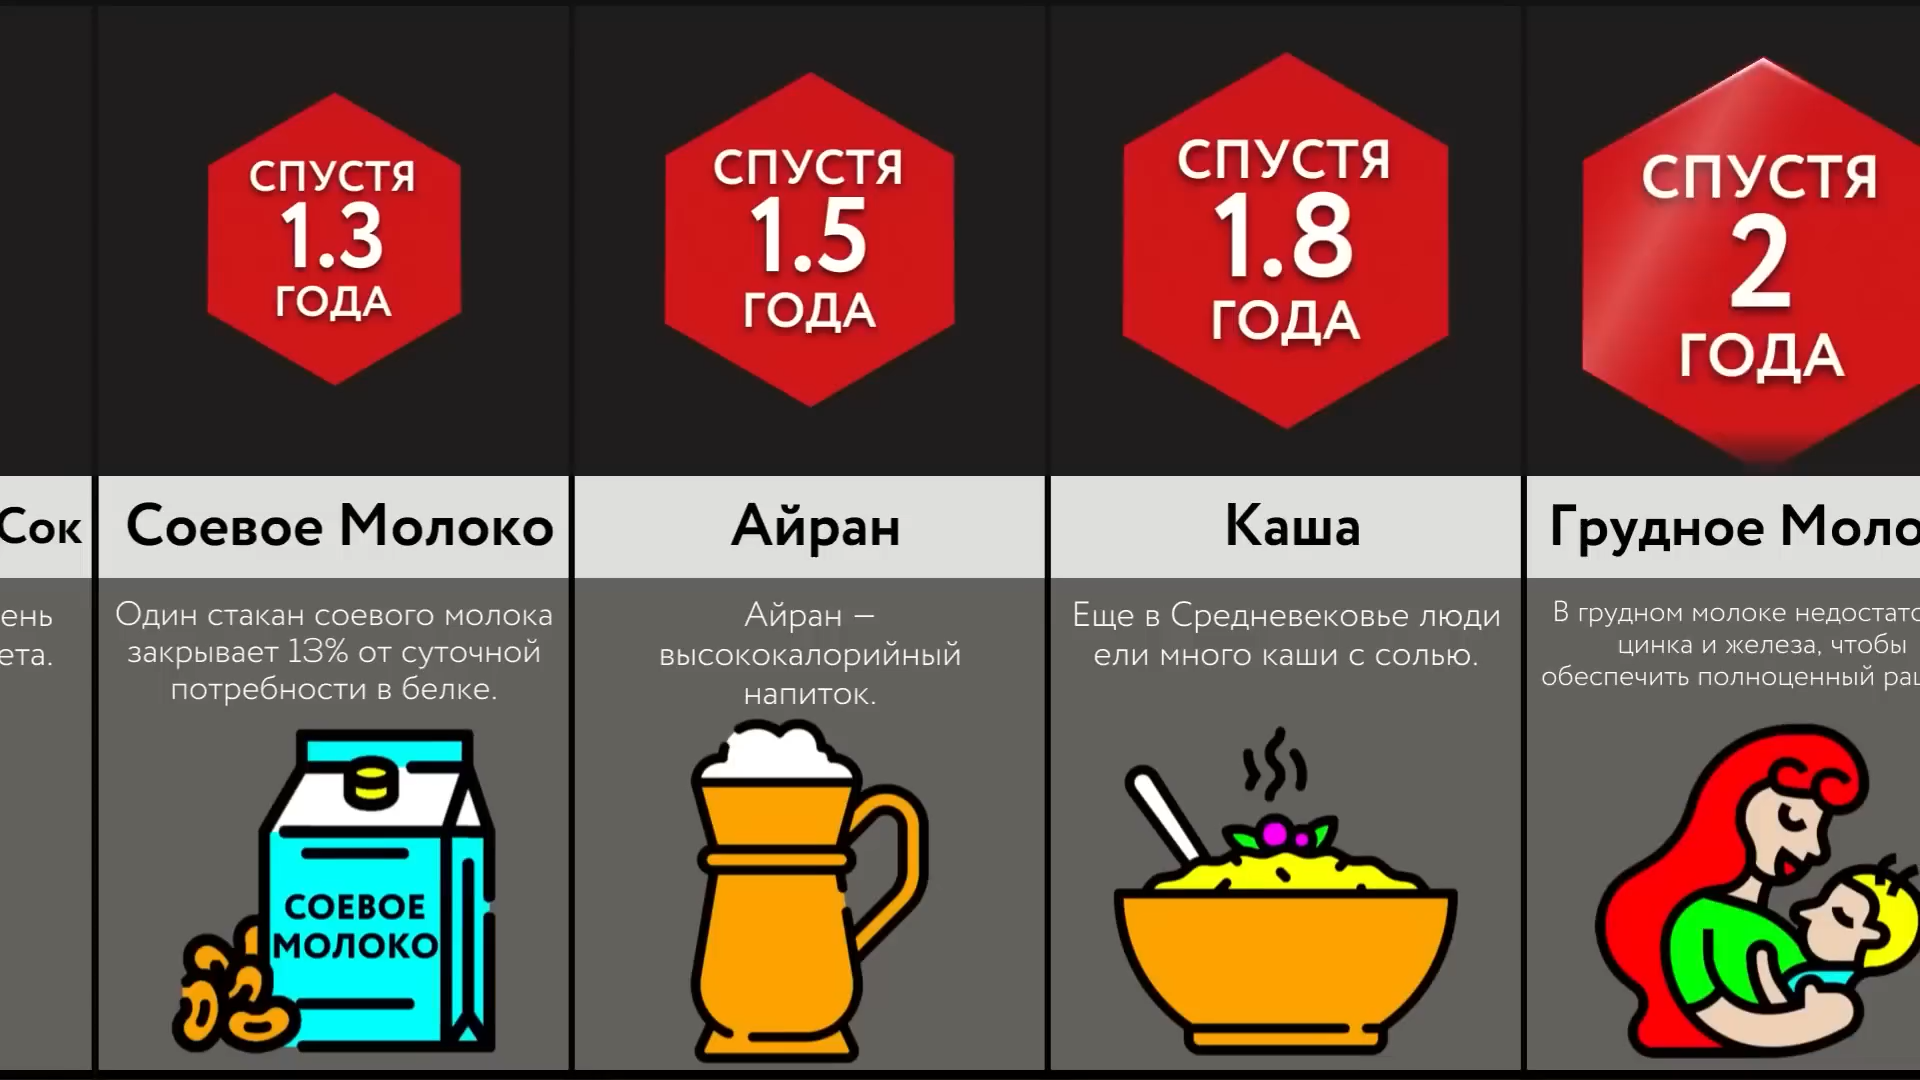 СПУСТЯ
1.3
ГОДА
СПУСТЯ
1.5
ГОДА
СПУСТЯ
1.8
ГОДА
СПУСТЯ
2
ГОДА
Сок
Соевое Молоко
Айран
Каша
Грудное
Один стакан соевого молока
закрывает 13% от суточной
потребности в белке.
СОЕВОЕ
МОЛОКО
Айран –
высококалорийный
напиток.
Еще в Средневековье люди
ели много каши с солью.
В грудном молоке
цинка и железа, чтобы
обеспечить полноценный